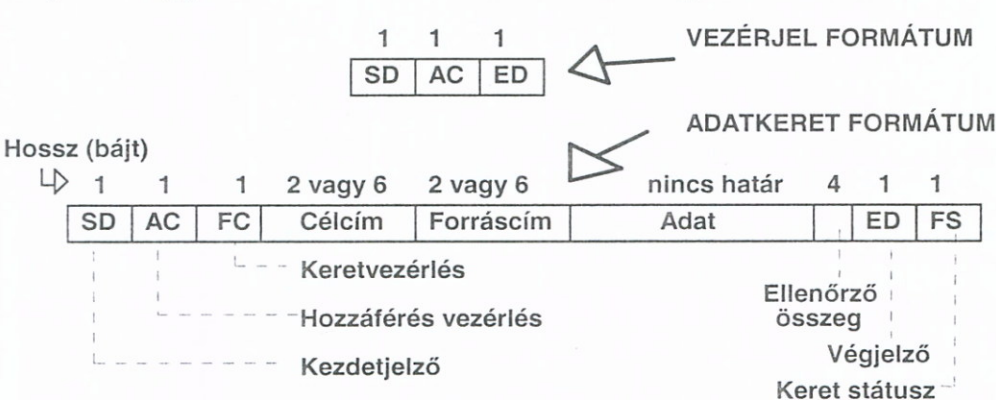 1 1 1 VEZÉRJEL FORMÁTUM
SD AC ED
ADATKERET FORMÁTUM
Hossz (bájt)
1 1 1 2 vagy 6 2 vagy 6 nincs határ 4 1 1
SD AC FC Célcím Forráscím Adat ED FS
Keretvezérlés
Ellenőrző
összeg
Hozzáférés vezérlés
Végjelző
Kezdetjelző
Keret státusz